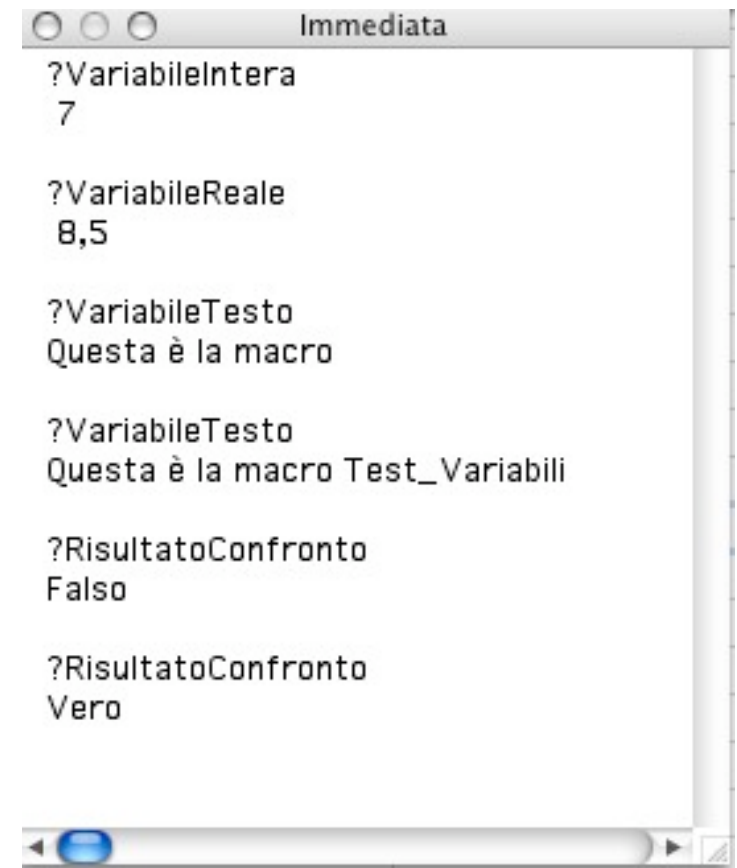 Immediata
?VariabileIntera
7
?VariabileReale
8,5
?VariabileTesto
Questa è la macro
?VariabileTesto
Questa è la macro Test_Variabili
?RisultatoConfronto
Falso
?RisultatoConfronto
Vero